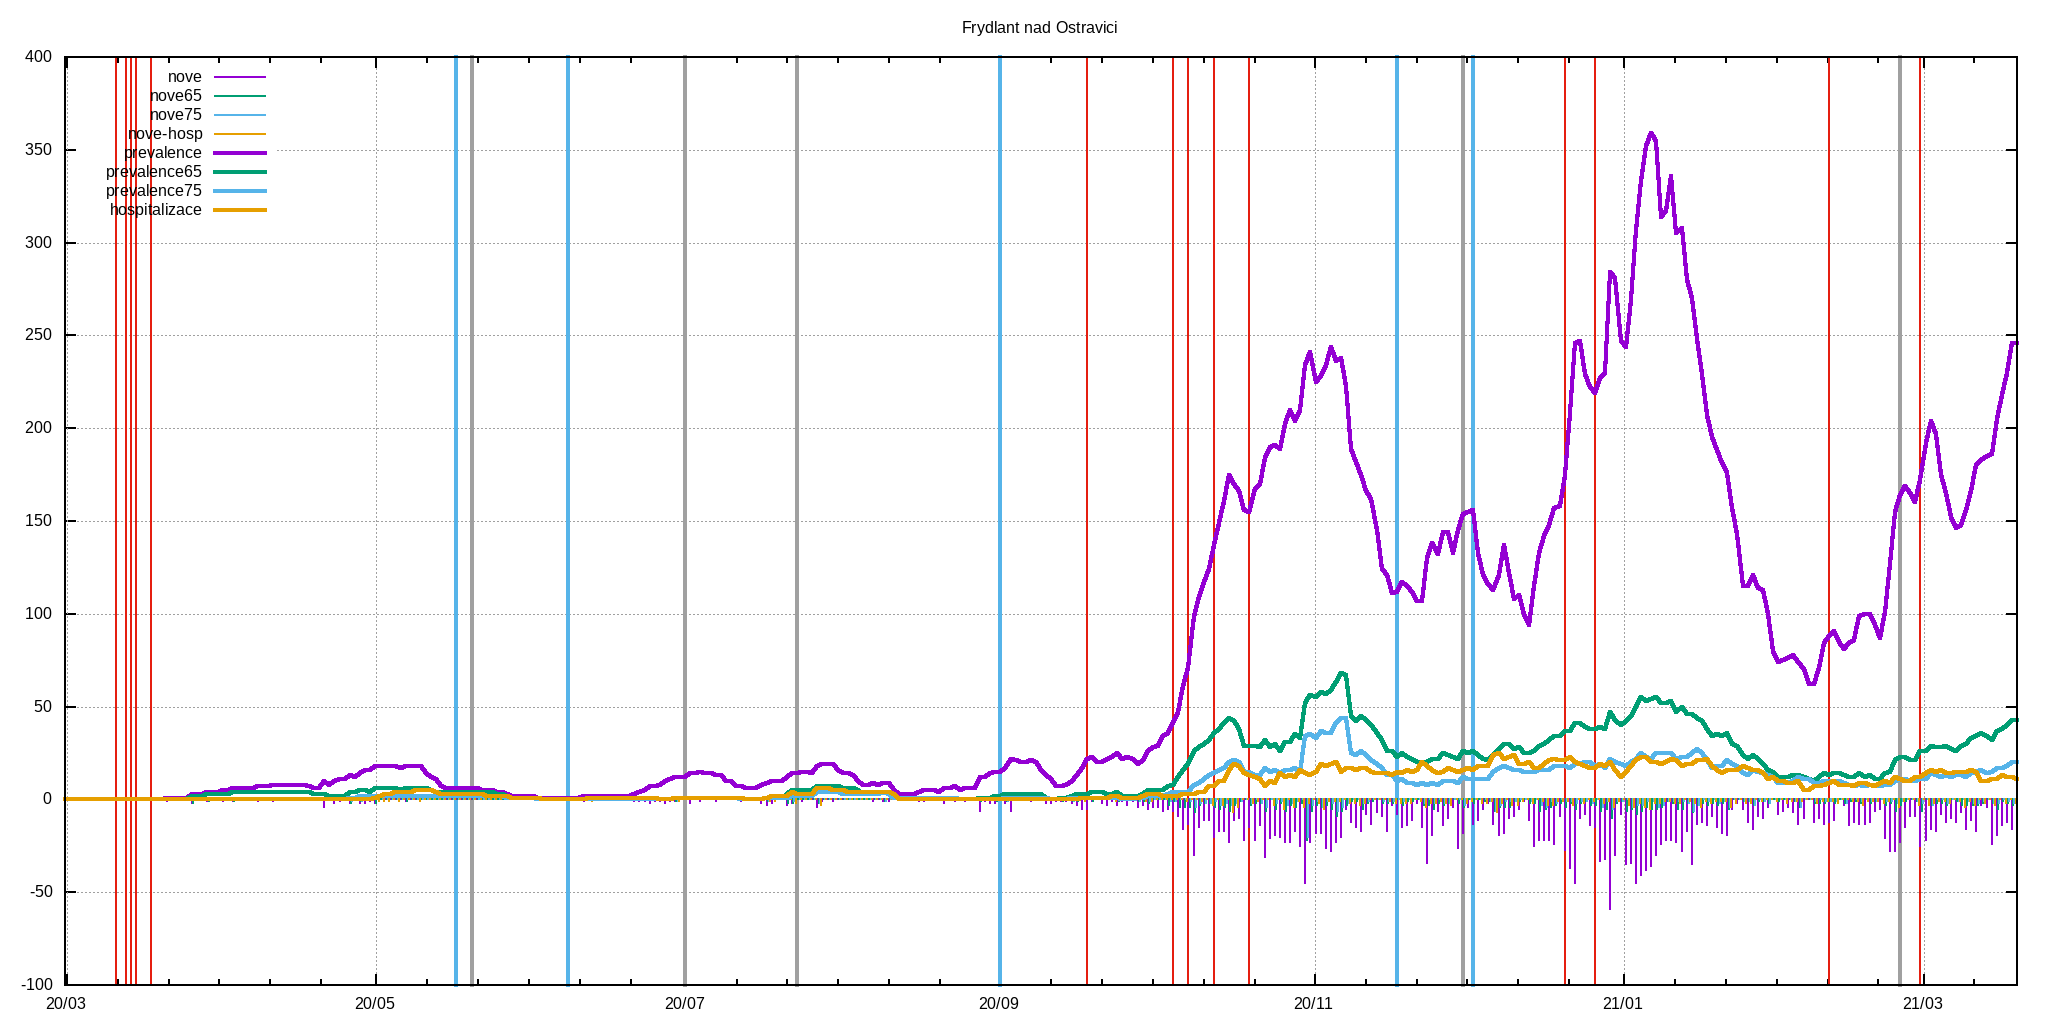 Frydlant nad Ostravici
400
350
300
250
200
150
100
50
0
-50
-100
nove
nove65
nove75
nove-hosp
prevalence
prevalence65
prevalence75
hospitalizace
20/03 20/05 20/07 20/09 20/11 21/01 21/03